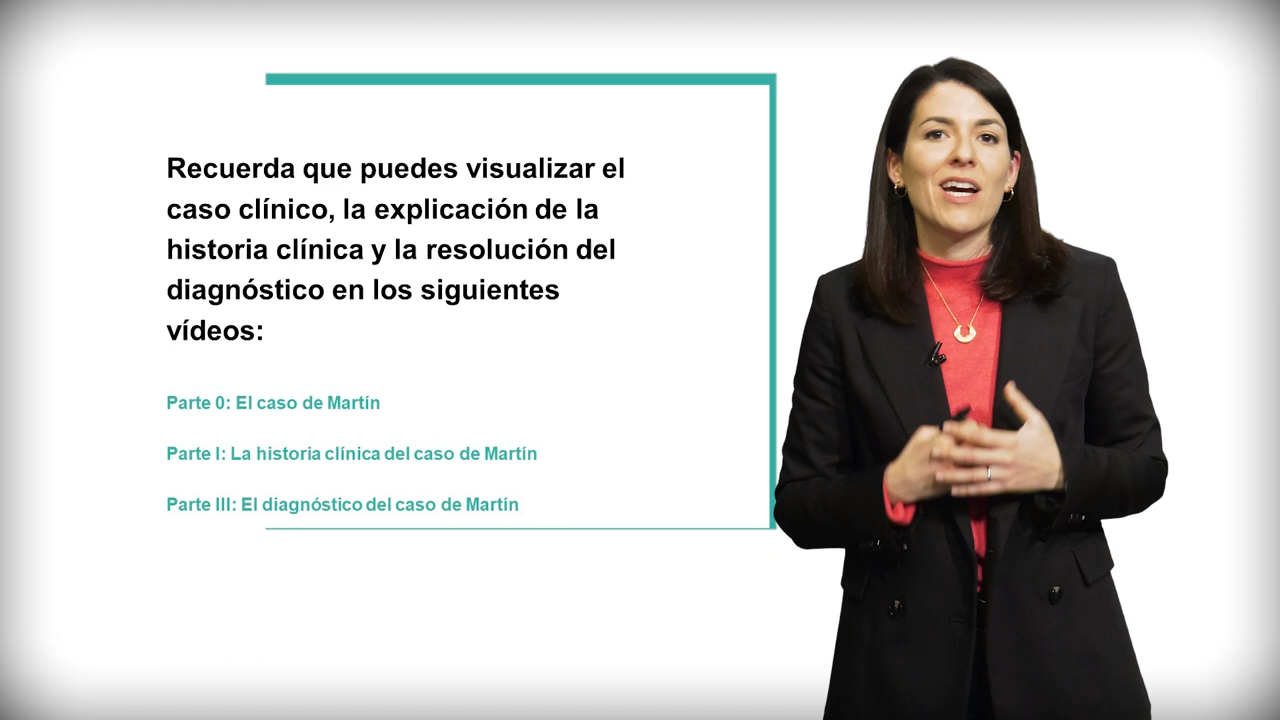 Recuerda que puedes visualizar el
caso clínico, la explicación de la
historia clínica y la resolución del
diagnóstico en los siguientes
vídeos:
Parte 0: El caso de Martín
Parte I: La historia clínica del caso de Martín
Parte III: El diagnóstico del caso de Martín